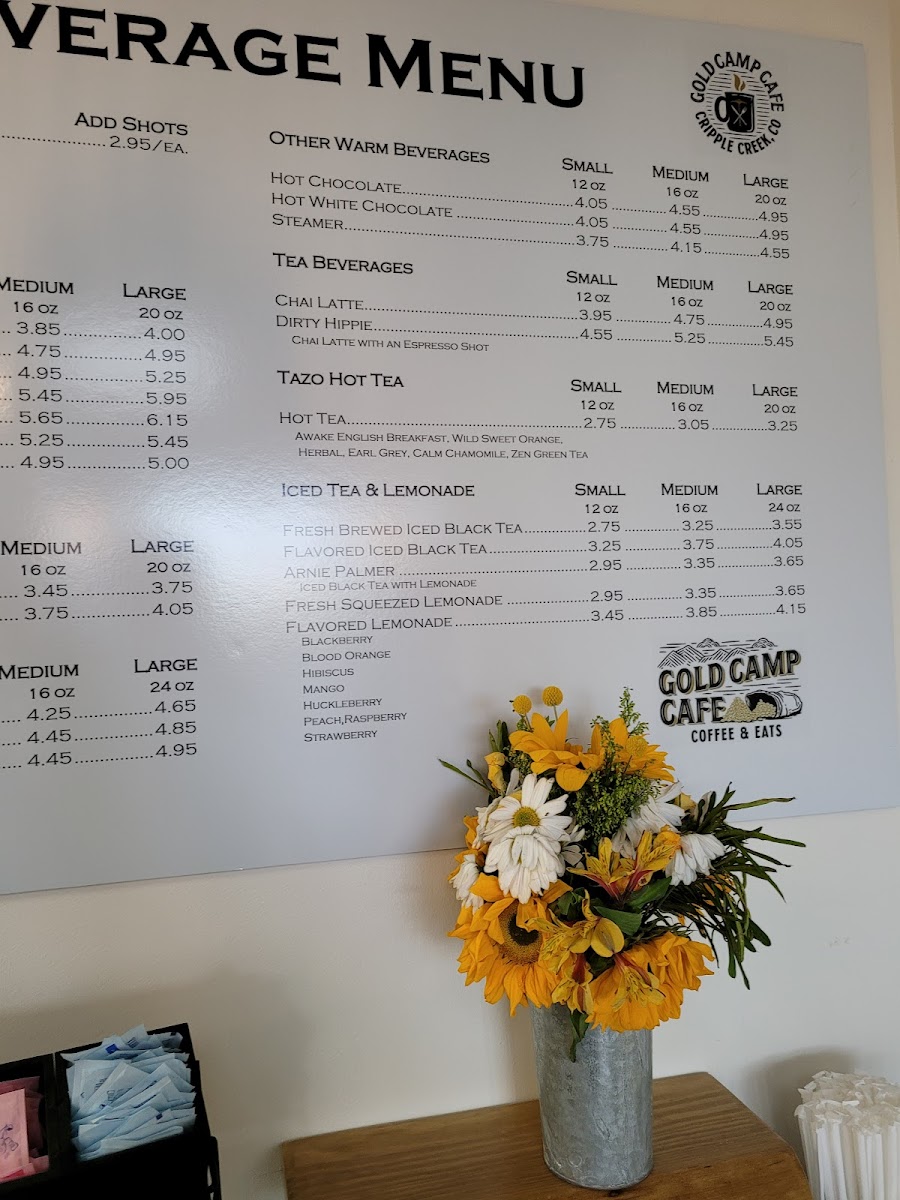 VERAGE MENU
GOLD CAMP CAFE
CRIPPLE CREEK, CO
ADD SHOTS
2.95/EA.
MEDIUM LARGE
16 OZ 20 OZ
3.85 4.00
4.75 4.95
4.95 5.25
5.45 5.95
5.65 6.15
5.25 5.45
4.95 5.00
MEDIUM LARGE
16 OZ 20 OZ
3.45 3.75
3.75 4.05
MEDIUM LARGE
16 OZ 24 OZ
4.25 4.65
4.45 4.85
4.45 4.95
OTHER WARM BEVERAGES SMALL MEDIUM LARGE
12 OZ 16 OZ 20 OZ
HOT CHOCOLATE 4.05 4.55 4.95
HOT WHITE CHOCOLATE 4.05 4.55 4.95
STEAMER 3.75 4.15 4.55
TEA BEVERAGES SMALL MEDIUM LARGE
12 OZ 16 OZ 20 OZ
CHAI LATTE 3.95 4.75 4.95
DIRTY HIPPIE 4.55 5.25 5.45
CHAI LATTE WITH AN ESPRESSO SHOT
TAZO HOT TEA SMALL MEDIUM LARGE
12 OZ 16 OZ 20 OZ
HOT TEA 2.75 3.05 3.25
AWAKE ENGLISH BREAKFAST, WILD SWEET ORANGE,
HERBAL, EARL GREY, CALM CHAMOMILE, ZEN GREEN TEA
ICED TEA & LEMONADE SMALL MEDIUM LARGE
12 OZ 16 OZ 24 OZ
FRESH BREWED ICED BLACK TEA 2.75 3.25 3.55
FLAVORED ICED BLACK TEA 3.25 3.75 4.05
ARNIE PALMER 2.95 3.35 3.65
ICED BLACK TEA WITH LEMONADE
FRESH SQUEEZED LEMONADE 2.95 3.35 3.65
FLAVORED LEMONADE 3.45 3.85 4.15
BLACKBERRY
BLOOD ORANGE
HIBISCUS
MANGO
HUCKLEBERRY
PEACH,RASPBERRY
STRAWBERRY
GOLD CAMP
CAFE
COFFEE & EATS